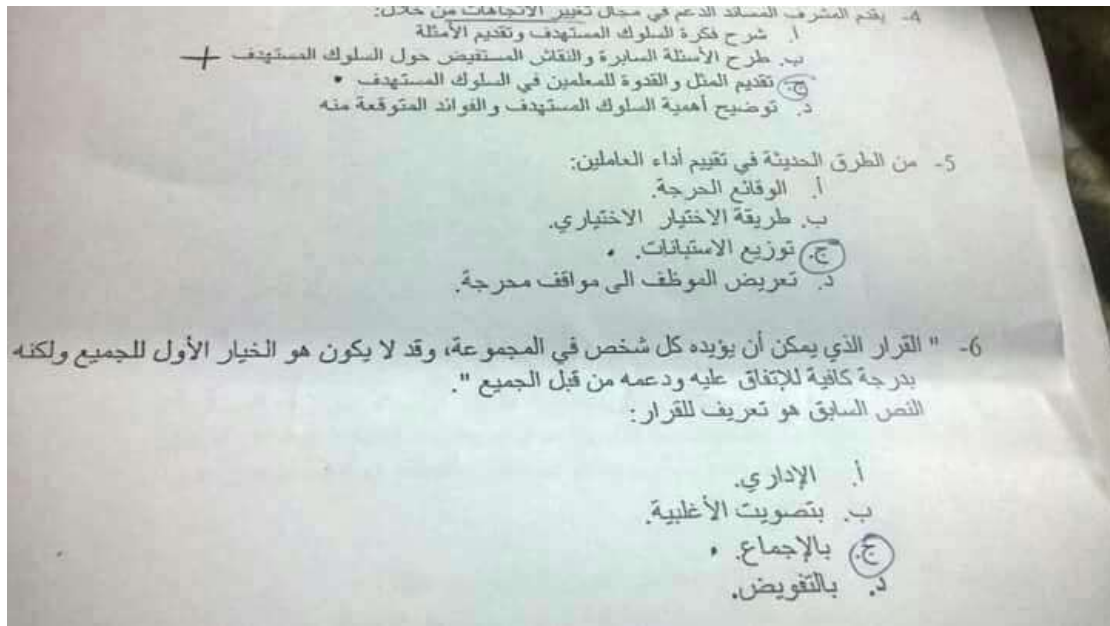 4- يقدم المشرف المساند الدعم في مجال تغيير الاتجاهات من خلال:
أ. شرح فكرة السلوك المستهدف وتقديم الأمثلة
ب. طرح الأسئلة السابرة والنقاش المستفيض حول السلوك المستهدف
ج. تقديم المثل والقدوة للمعلمين في السلوك المستهدف
د. توضيح أهمية السلوك المستهدف والفوائد المتوقعة منه
5- من الطرق الحديثة في تقييم أداء العاملين:
أ. الوقائع الحرجة.
ب. طريقة الاختيار الاختياري.
ج. توزيع الاستبانات.
د. تعريض الموظف الى مواقف محرجة.
6- " القرار الذي يمكن أن يؤيده كل شخص في المجموعة، وقد لا يكون هو الخيار الأول للجميع ولكنه
بدرجة كافية للإتفاق عليه ودعمه من قبل الجميع ".
النص السابق هو تعريف للقرار:
أ. الإداري.
ب. بتصويت الأغلبية.
ج. بالإجماع.
د. بالتفويض.